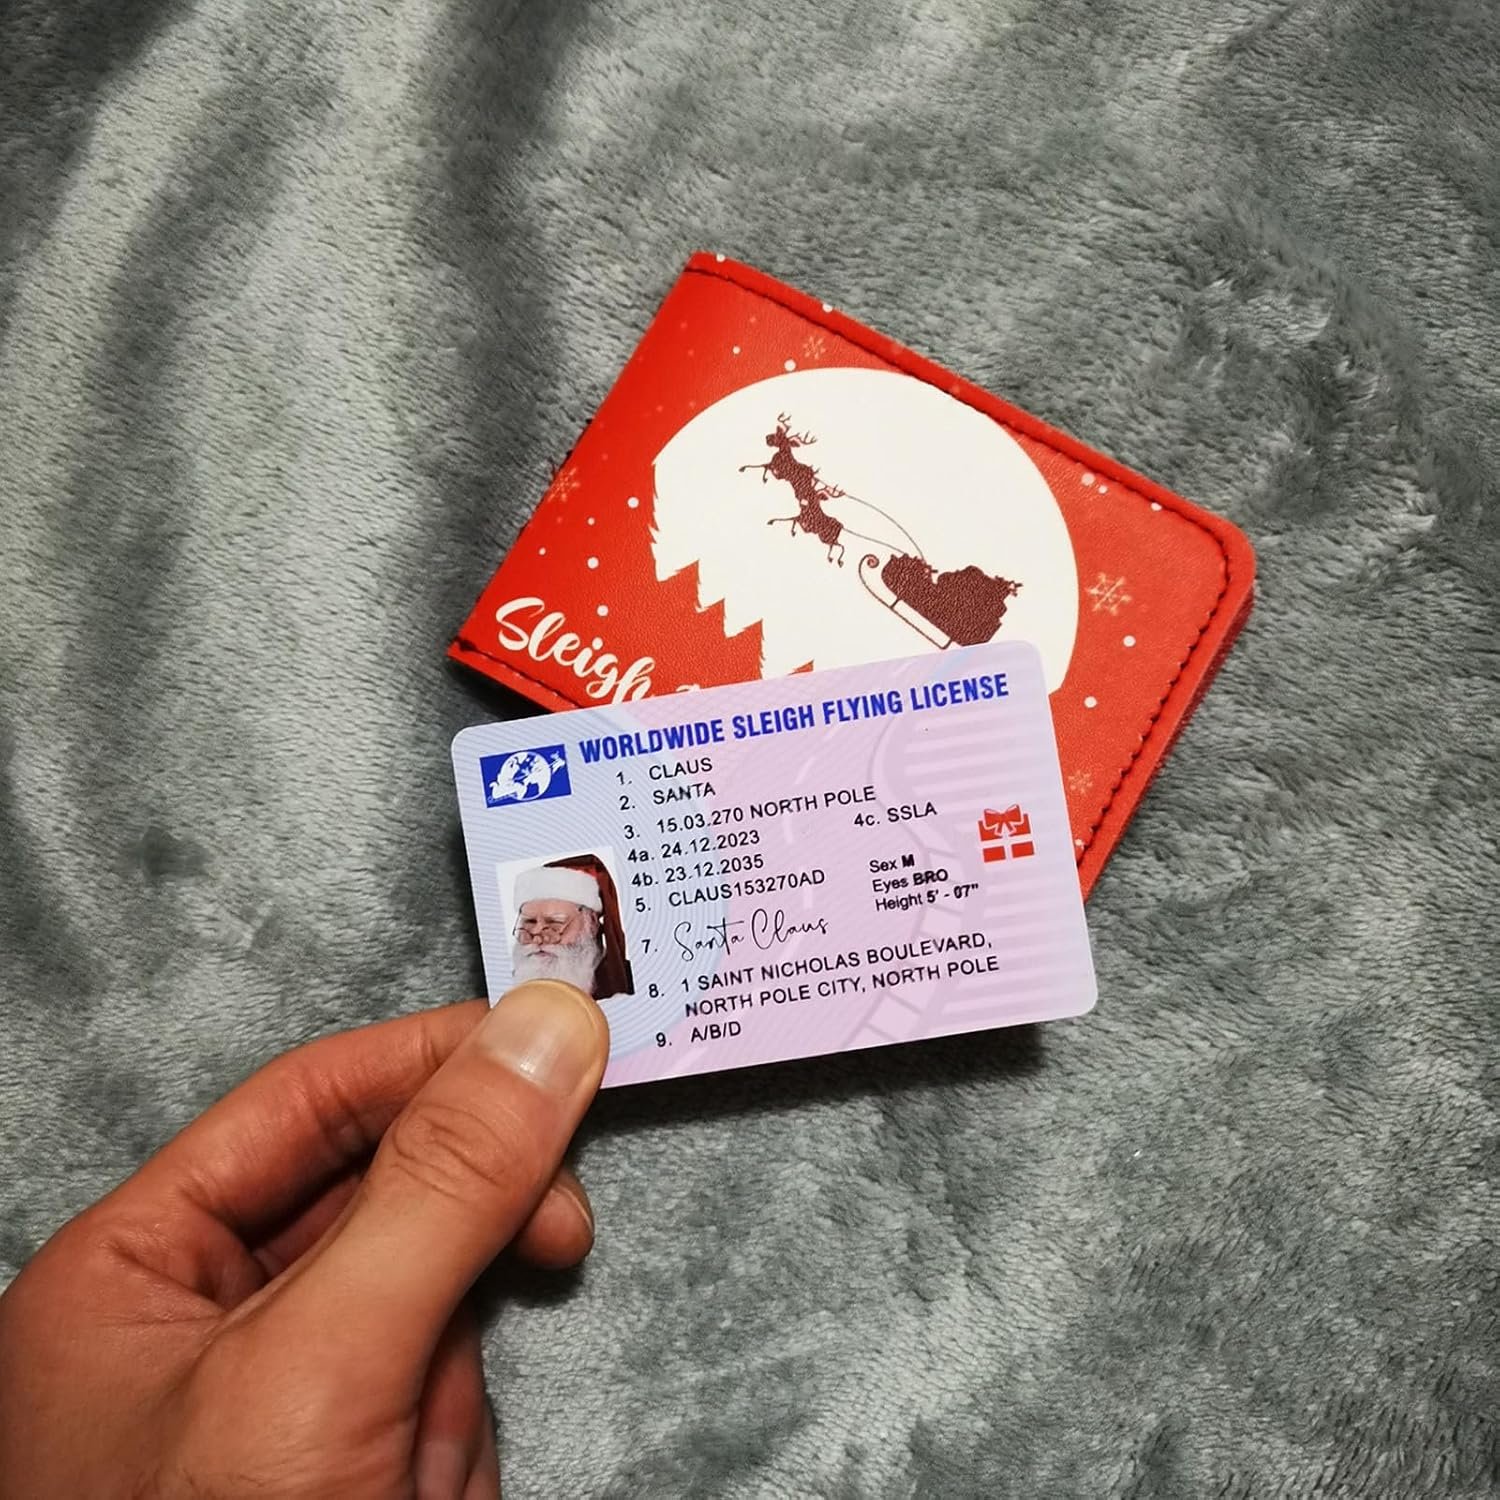 Sleigh
WORLDWIDE SLEIGH FLYING LICENSE
1. CLAUS
2. SANTA
3. 15.03.270 NORTH POLE
4a. 24.12.2023 4c. SSLA
4b. 23.12.2035
5. CLAUS153270AD
Sex M
Eyes BRO
Height 5' - 07"
7. Santa Claus
8. 1 SAINT NICHOLAS BOULEVARD,
NORTH POLE CITY, NORTH POLE
9. A/B/D